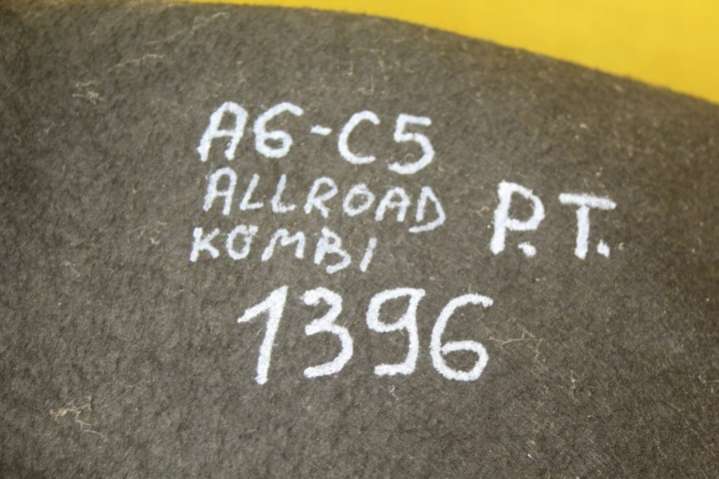 A6-C5
ALLROAD
KOMBI
P.T.
1396